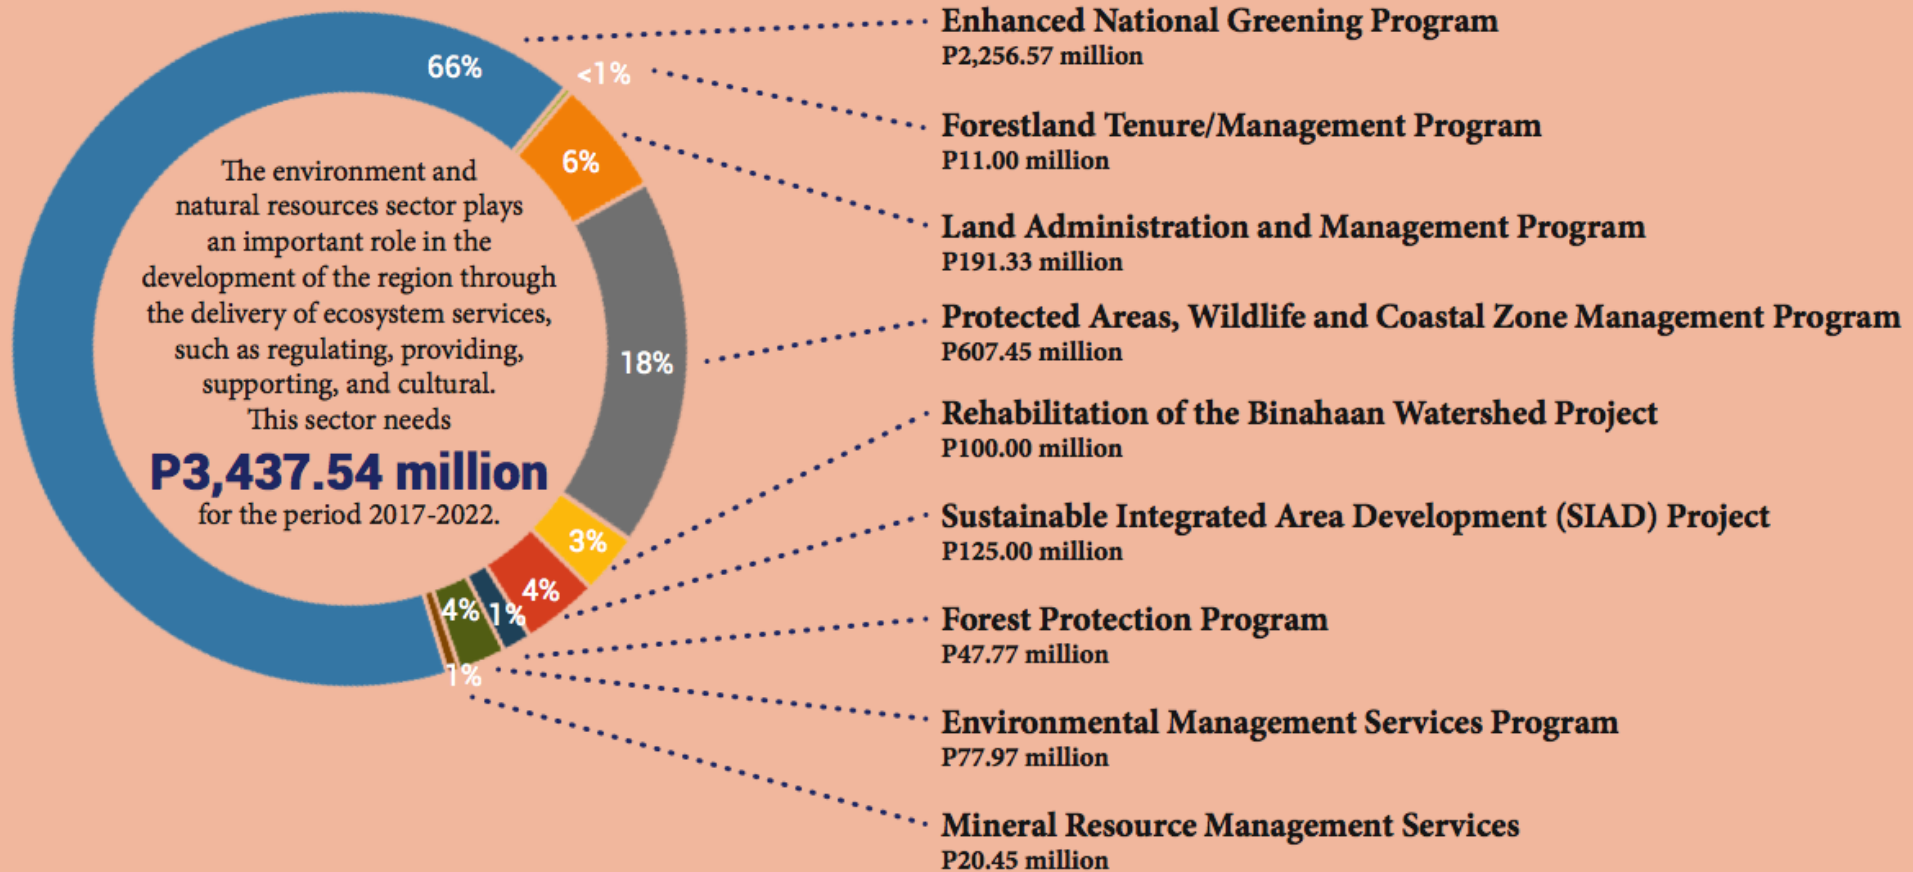 66%
<1%
6%
18%
3%
4%
1%
4%
1%
The environment and
natural resources sector plays
an important role in the
development of the region through
the delivery of ecosystem services,
such as regulating, providing,
supporting, and cultural.
This sector needs
P3,437.54 million
for the period 2017-2022.
Enhanced National Greening Program
P2,256.57 million
Forestland Tenure/Management Program
P11.00 million
Land Administration and Management Program
P191.33 million
Protected Areas, Wildlife and Coastal Zone Management Program
P607.45 million
Rehabilitation of the Binahaan Watershed Project
P100.00 million
Sustainable Integrated Area Development (SIAD) Project
P125.00 million
Forest Protection Program
P47.77 million
Environmental Management Services Program
P77.97 million
Mineral Resource Management Services
P20.45 million